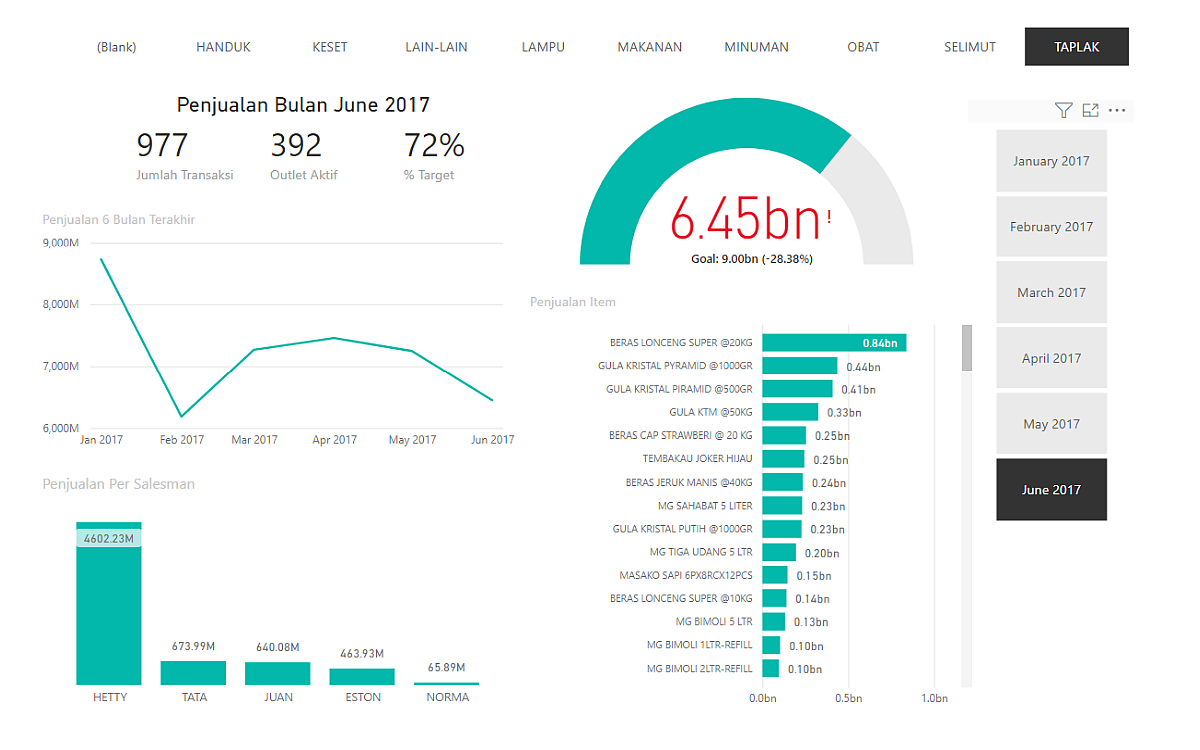 (Blank) HANDUK KESET LAIN-LAIN LAMPU MAKANAN MINUMAN OBAT SELIMUT TAPLAK
Penjualan Bulan June 2017
977 392 72%
Jumlah Transaksi Outlet Aktif % Target
Penjualan 6 Bulan Terakhir
9,000M
8,000M
7,000M
6,000M
Jan 2017 Feb 2017 Mar 2017 Apr 2017 May 2017 Jun 2017
Penjualan Per Salesman
4602.23M 673.99M 640.08M 463.93M 65.89M
HETTY TATA JUAN ESTON NORMA
6.45bn!
Goal: 9.00bn (-28.38%)
Penjualan Item
BERAS LONCENG SUPER @20KG 0.84bn
GULA KRISTAL PYRAMID @1000GR 0.44bn
GULA KRISTAL PIRAMID @500GR 0.41bn
GULA KTM @50KG 0.33bn
BERAS CAP STRAWBERI @ 20 KG 0.25bn
TEMBAKAU JOKER HIJAU 0.25bn
BERAS JERUK MANIS @40KG 0.24bn
MG SAHABAT 5 LITER 0.23bn
GULA KRISTAL PUTIH @1000GR 0.23bn
MG TIGA UDANG 5 LTR 0.20bn
MASAKO SAPI 6PX8RCX12PCS 0.15bn
BERAS LONCENG SUPER @10KG 0.14bn
MG BIMOLI 5 LTR 0.13bn
MG BIMOLI 1LTR-REFILL 0.10bn
MG BIMOLI 2LTR-REFILL 0.10bn
0.0bn 0.5bn 1.0bn
January 2017
February 2017
March 2017
April 2017
May 2017
June 2017